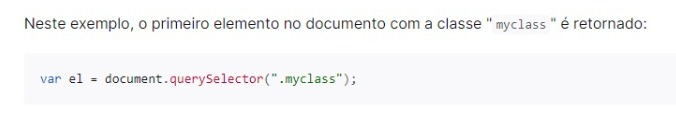 Neste exemplo, o primeiro elemento no documento com a classe "myclass" é retornado:
var el = document.querySelector(".myclass");